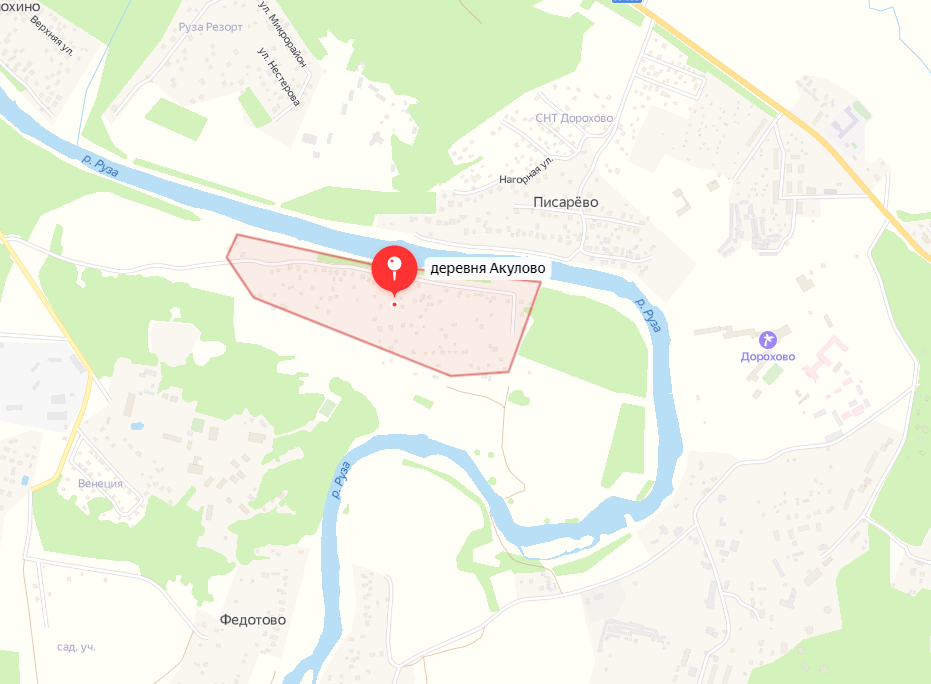 Верхняя ул.
Руза Резорт
ул. Микрорайон
ул. Нестерова
СНТ Дорохово
р. Руза
Нагорная ул.
Писарёво
деревня Акулово
р. Руза
Дорохово
р. Руза
Венеция
Федотово
сад. уч.